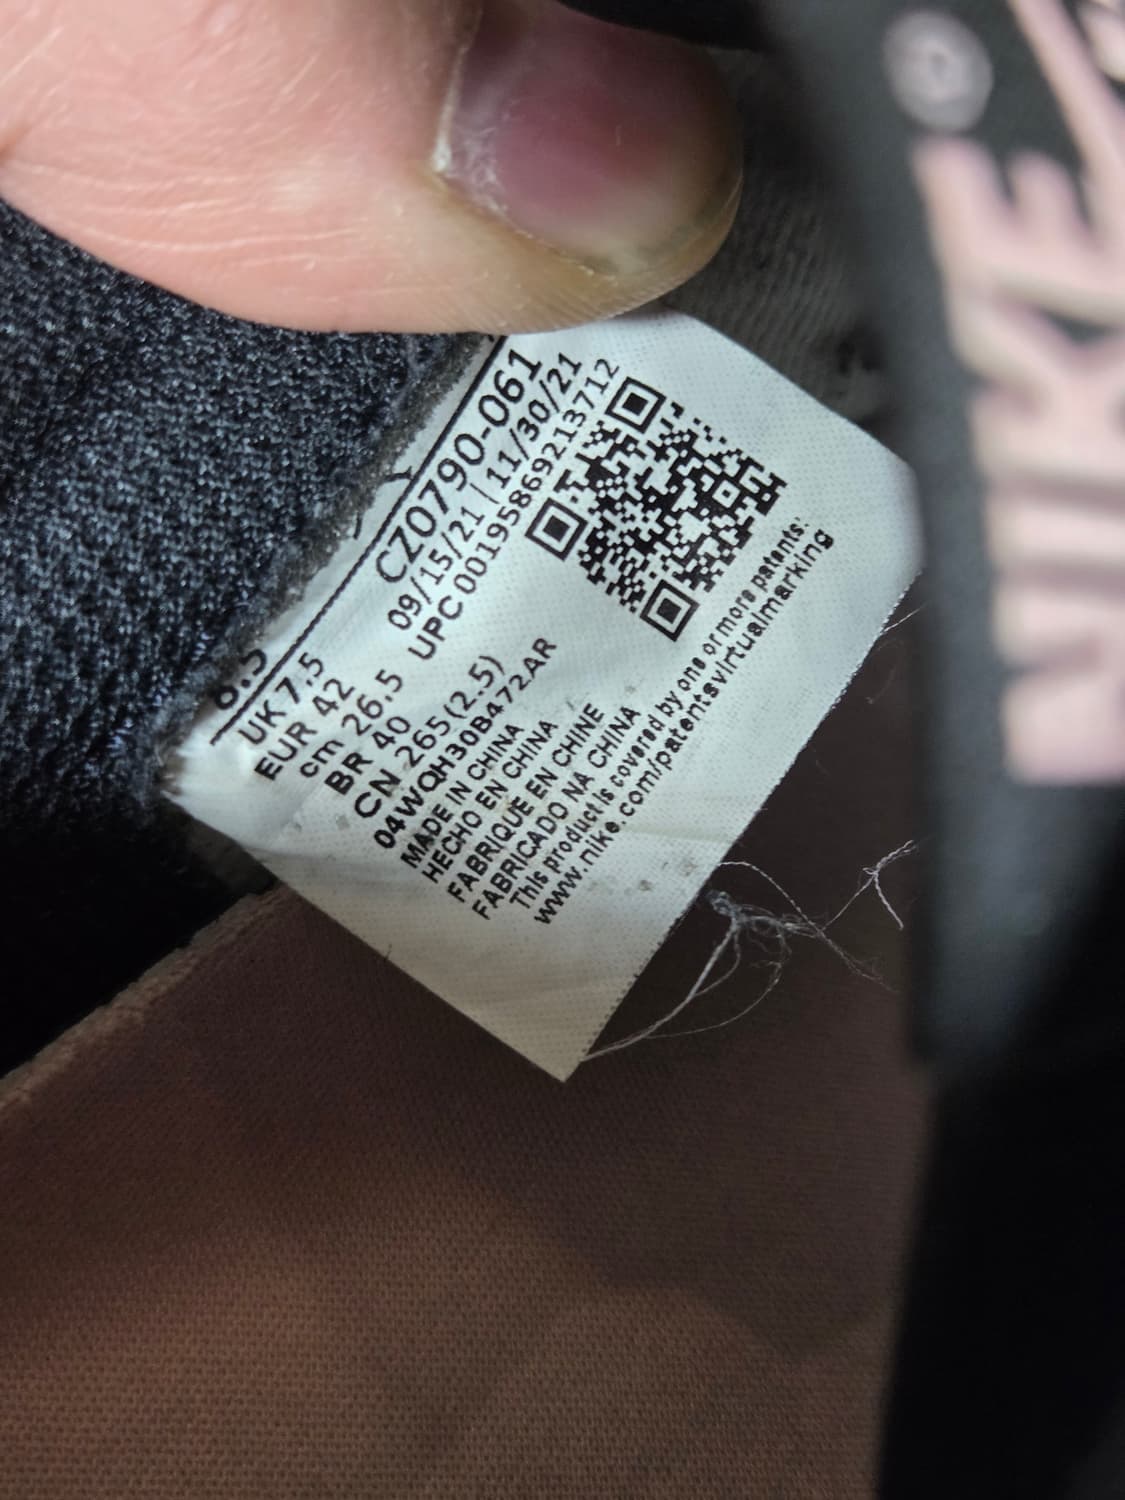 8.5
UK 7.5
EUR 42
cm 26.5
BR 40
CN 265(2.5)
CZ0790-061
09/15/21 | 11/30/21
UPC 00195869213712
04WQH30B472AR
MADE IN CHINA
HECHO EN CHINA
FABRIQUE EN CHINE
FABRICADO NA CHINA
This product is covered by one or more patents:
www.nike.com/patentsvirtualmarking
NIKE